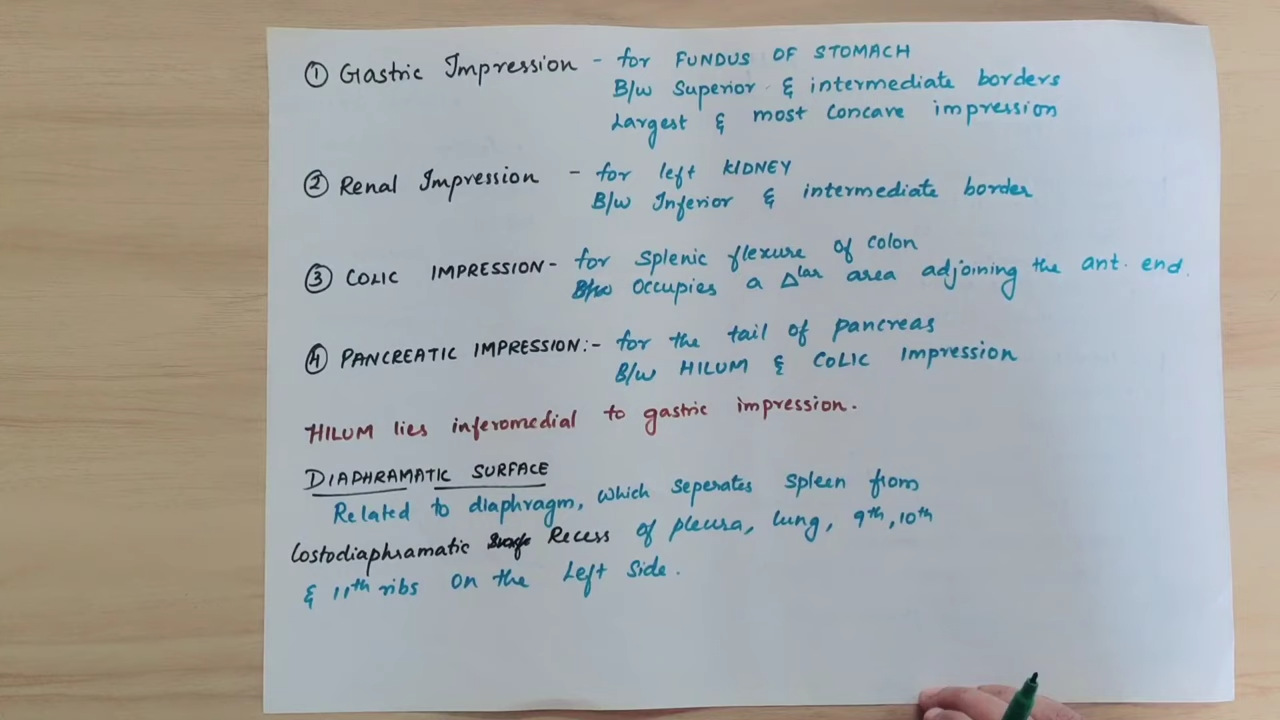 ① Gastric Impression - for FUNDUS OF STOMACH
B/w Superior & intermediate borders
Largest & most concave impression
② Renal Impression - for left KIDNEY
B/w Inferior & intermediate border
③ COLIC IMPRESSION - for splenic flexure of colon
Occupies a Δlar area adjoining the ant. end.
④ PANCREATIC IMPRESSION:- for the tail of pancreas
B/w HILUM & COLIC Impression
HILUM lies inferomedial to gastric impression.
DIAPHRAMATIC SURFACE
Related to diaphragm, which seperates spleen from
Costodiaphramatic Recess of pleura, lung, 9th, 10th
& 11th ribs on the Left side.